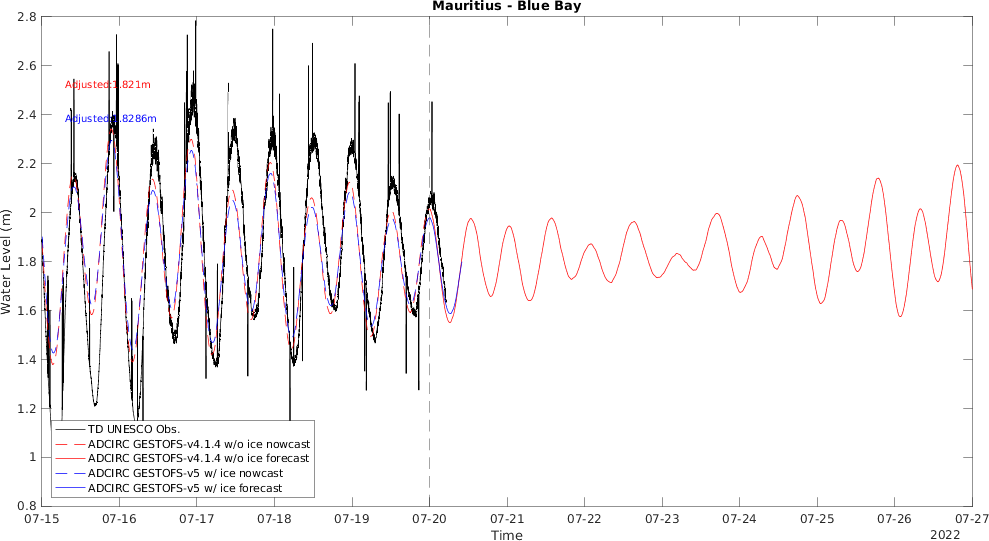 Mauritius - Blue Bay
Water Level (m)
2.8
2.6
2.4
2.2
2
1.8
1.6
1.4
1.2
1
0.8
Adjusted:1.821m
Adjusted:1.8286m
TD UNESCO Obs.
ADCIRC GESTOFS-v4.1.4 w/o ice nowcast
ADCIRC GESTOFS-v4.1.4 w/o ice forecast
ADCIRC GESTOFS-v5 w/ ice nowcast
ADCIRC GESTOFS-v5 w/ ice forecast
07-15 07-16 07-17 07-18 07-19 07-20 07-21 07-22 07-23 07-24 07-25 07-26 07-27
Time
2022